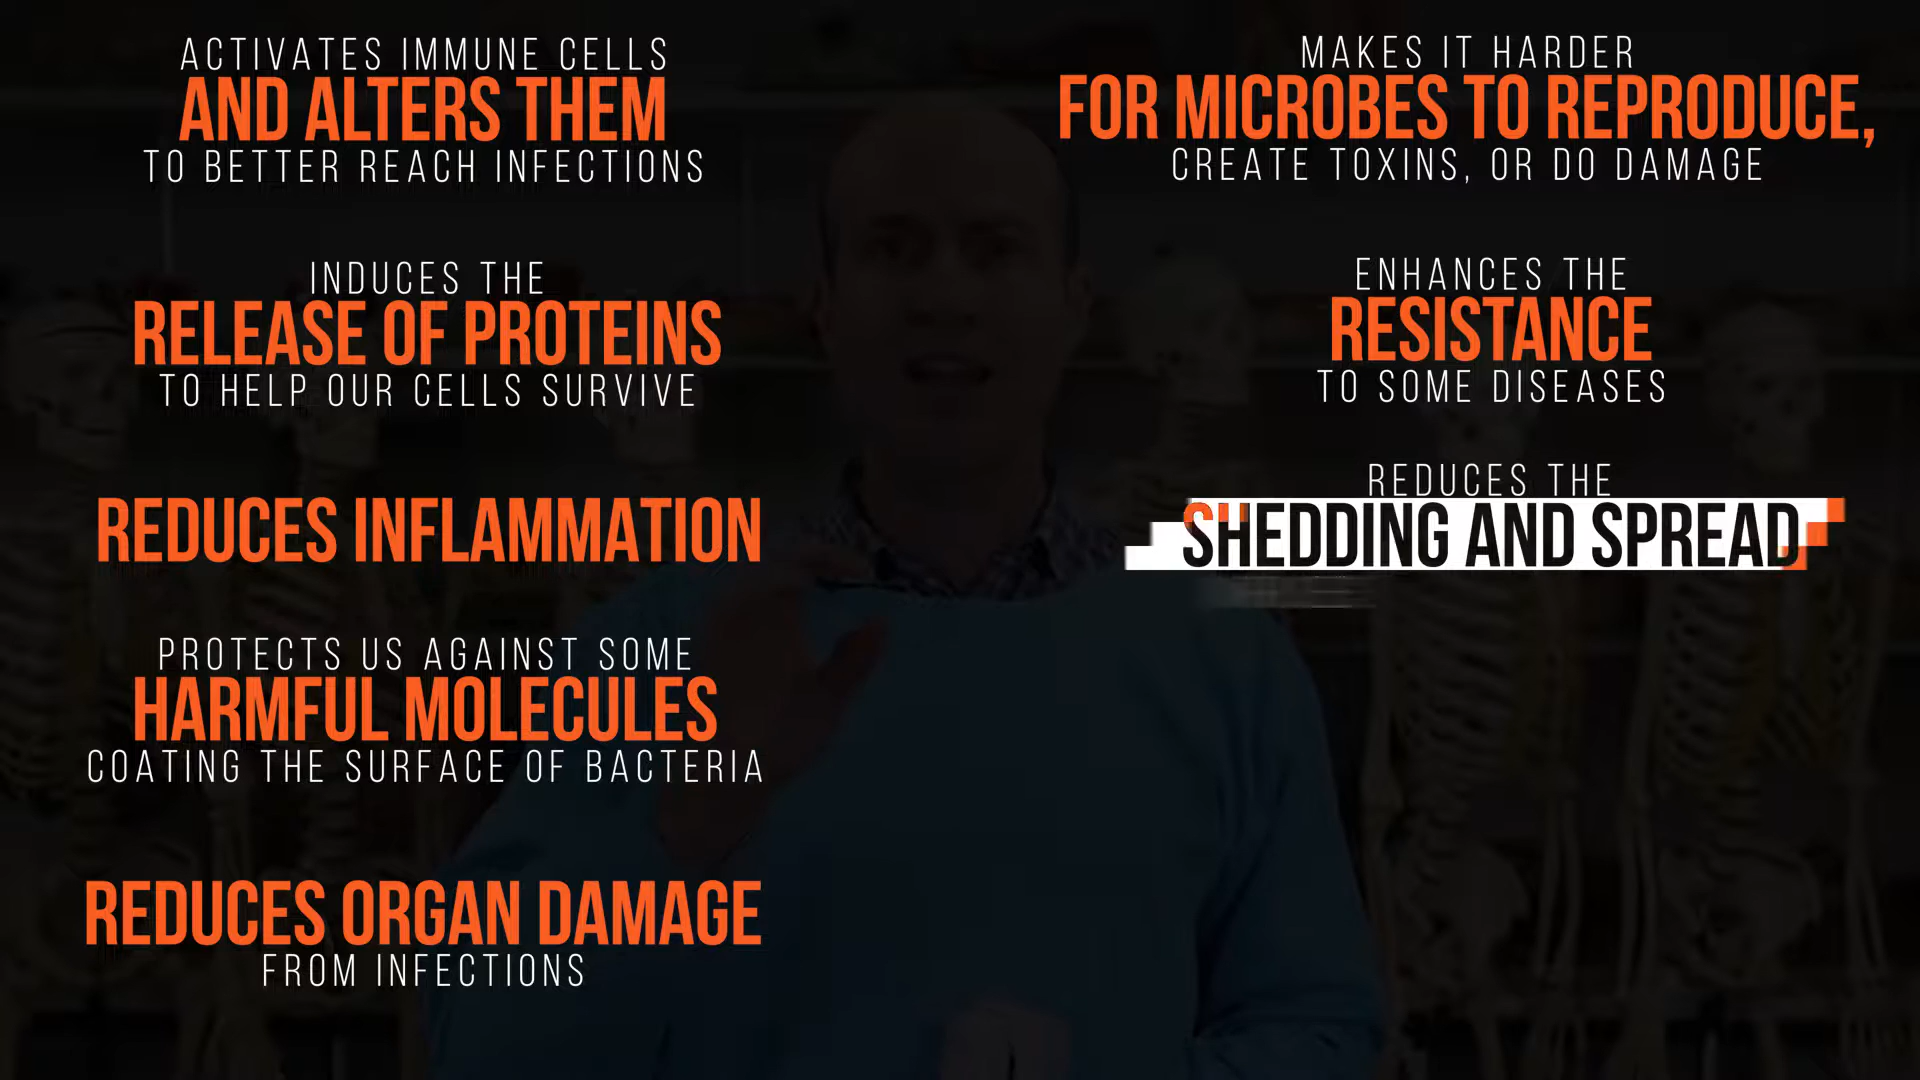 ACTIVATES IMMUNE CELLS
AND ALTERS THEM
TO BETTER REACH INFECTIONS
INDUCES THE
RELEASE OF PROTEINS
TO HELP OUR CELLS SURVIVE
REDUCES INFLAMMATION
PROTECTS US AGAINST SOME
HARMFUL MOLECULES
COATING THE SURFACE OF BACTERIA
REDUCES ORGAN DAMAGE
FROM INFECTIONS
MAKES IT HARDER
FOR MICROBES TO REPRODUCE,
CREATE TOXINS, OR DO DAMAGE
ENHANCES THE
RESISTANCE
TO SOME DISEASES
REDUCES THE
SHEDDING AND SPREAD